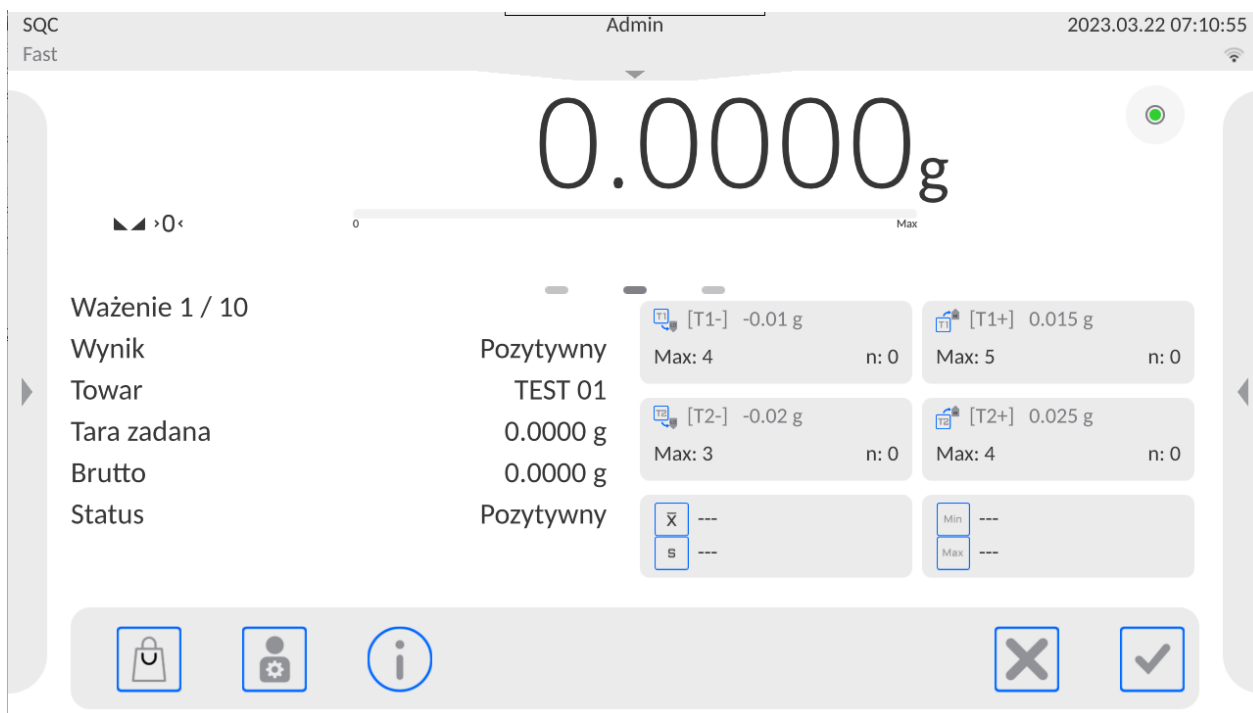 SQC Admin 2023.03.22 07:10:55
Fast
0.0000 g
›0‹ 0 Max
Ważenie 1 / 10
Wynik Pozytywny
Towar TEST 01
Tara zadana 0.0000 g
Brutto 0.0000 g
Status Pozytywny
T1 [T1-] -0.01 g
Max: 4 n: 0
T1 [T1+] 0.015 g
Max: 5 n: 0
T2 [T2-] -0.02 g
Max: 3 n: 0
T2 [T2+] 0.025 g
Max: 4 n: 0
x̅ ---
s ---
Min ---
Max ---